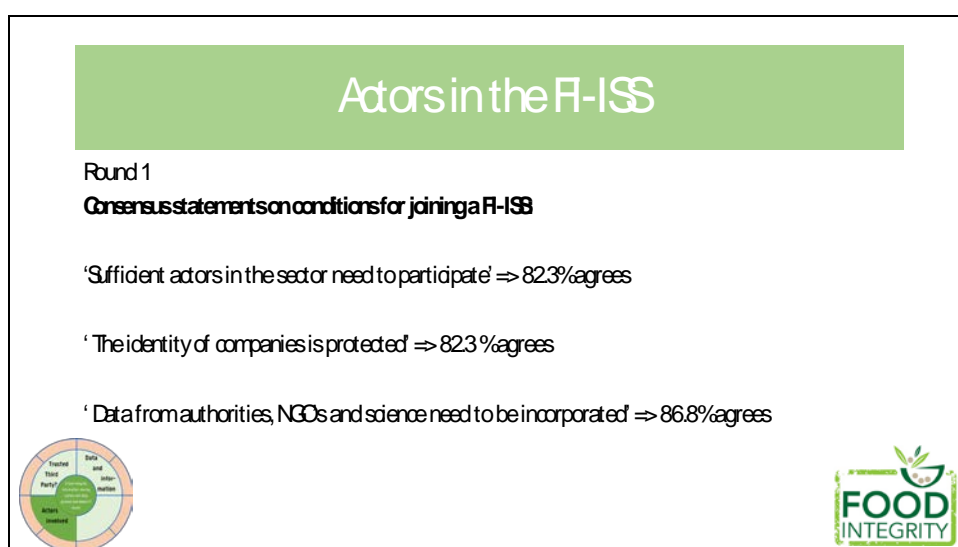 Actors in the FI-ISS
Round 1
Consensus statements on conditions for joining a FI-ISS:
‘Sufficient actors in the sector need to participate’ => 82.3% agrees
‘ The identity of companies is protected’ => 82.3 % agrees
‘ Data from authorities, NGO's and science need to be incorporated’ => 86.8% agrees
Trusted
Third
Party?
Data
and
infor-
mation
Actors
involved
FOOD
INTEGRITY